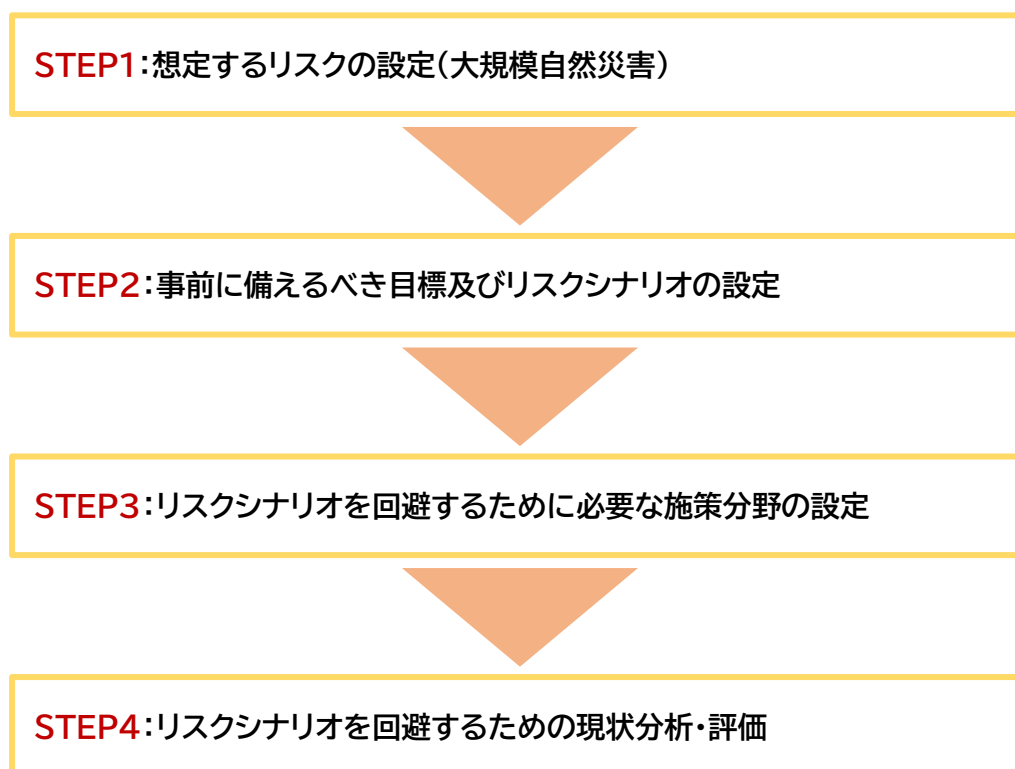 STEP1:想定するリスクの設定(大規模自然災害)
STEP2:事前に備えるべき目標及びリスクシナリオの設定
STEP3:リスクシナリオを回避するために必要な施策分野の設定
STEP4:リスクシナリオを回避するための現状分析・評価